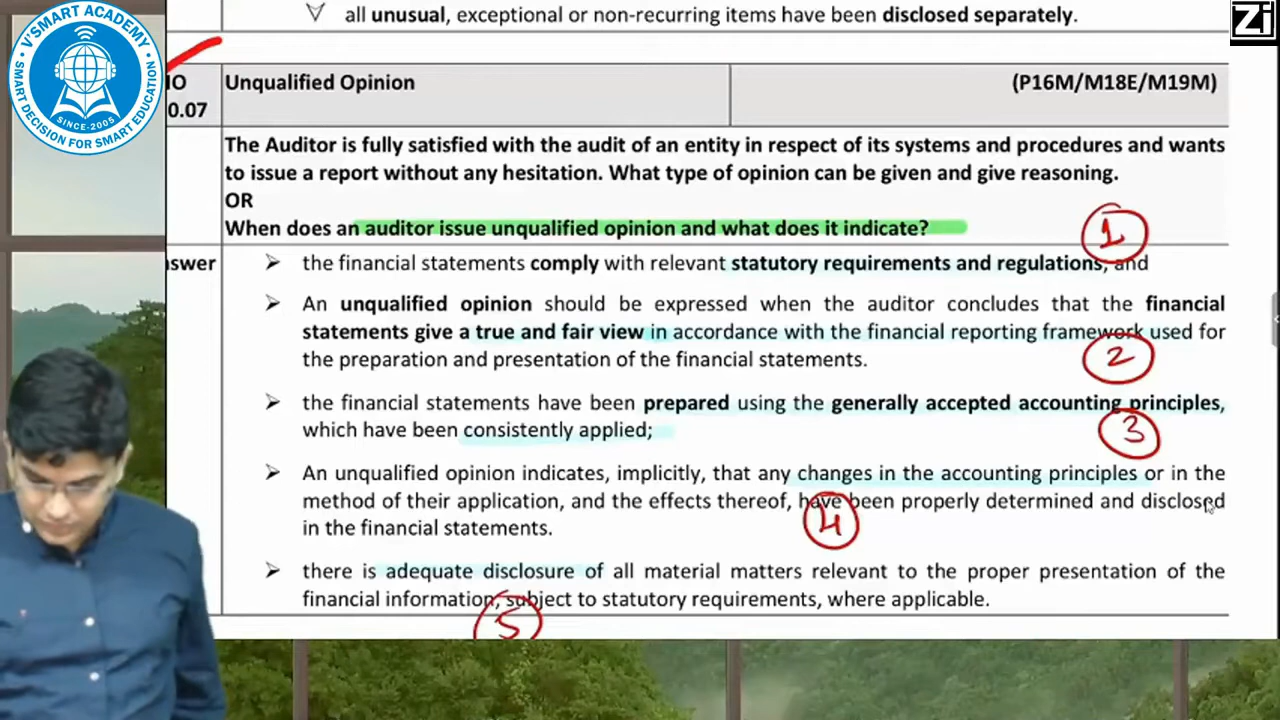 V'SMART ACADEMY
SMART DECISION FOR SMART EDUCATION
SINCE-2005
Zi
∀ all unusual, exceptional or non-recurring items have been disclosed separately.
IO
0.07
Unqualified Opinion
(P16M/M18E/M19M)
The Auditor is fully satisfied with the audit of an entity in respect of its systems and procedures and wants
to issue a report without any hesitation. What type of opinion can be given and give reasoning.
OR
When does an auditor issue unqualified opinion and what does it indicate?
1
swer
➢ the financial statements comply with relevant statutory requirements and regulations, and
➢ An unqualified opinion should be expressed when the auditor concludes that the financial
statements give a true and fair view in accordance with the financial reporting framework used for
the preparation and presentation of the financial statements.
2
➢ the financial statements have been prepared using the generally accepted accounting principles,
which have been consistently applied;
3
➢ An unqualified opinion indicates, implicitly, that any changes in the accounting principles or in the
method of their application, and the effects thereof, have been properly determined and disclosed
in the financial statements.
4
➢ there is adequate disclosure of all material matters relevant to the proper presentation of the
financial information, subject to statutory requirements, where applicable.
5